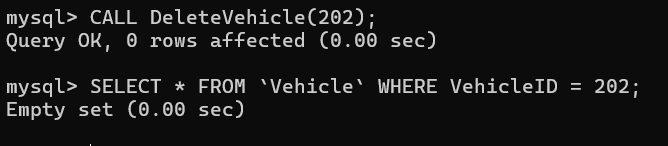 mysql> CALL DeleteVehicle(202);
Query OK, 0 rows affected (0.00 sec)
mysql> SELECT * FROM `Vehicle` WHERE VehicleID = 202;
Empty set (0.00 sec)